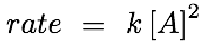 rate = k [A]²